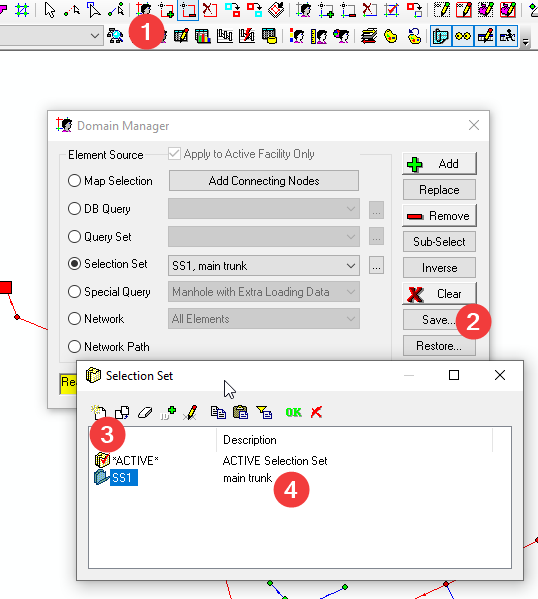 1
Domain Manager
Element Source
Apply to Active Facility Only
Map Selection
Add Connecting Nodes
Add
DB Query
...
Replace
Query Set
...
Remove
Selection Set
SS1, main trunk
...
Sub-Select
Special Query
Manhole with Extra Loading Data
Inverse
Network
All Elements
Clear
Network Path
Save...
2
Restore...
Selection Set
ID
OK
3
Description
*ACTIVE*
ACTIVE Selection Set
SS1
main trunk
4